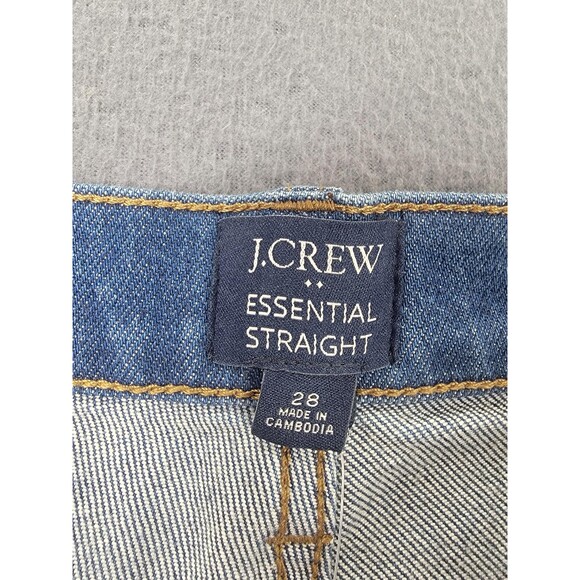 J.CREW
ESSENTIAL
STRAIGHT
28
MADE IN
CAMBODIA